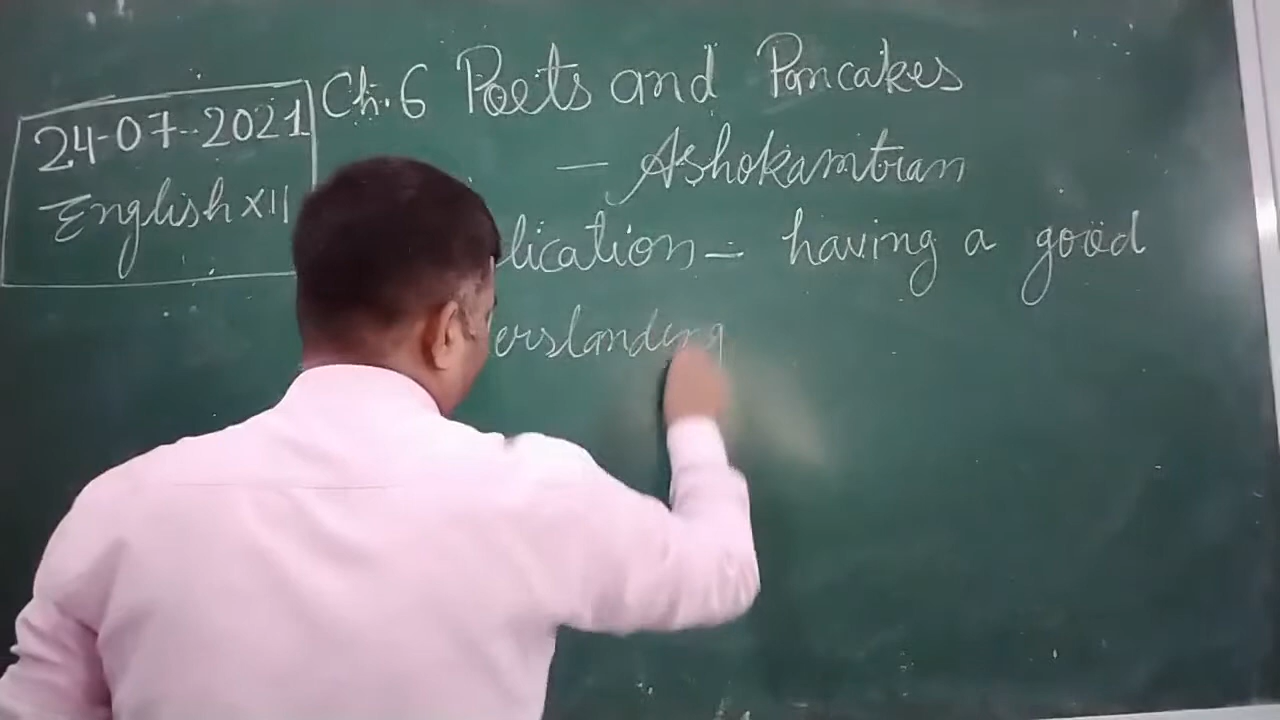 24-07-2021
English XII
Ch. 6 Poets and Pancakes
- Ashokamitran
lication - having a good
erstanding